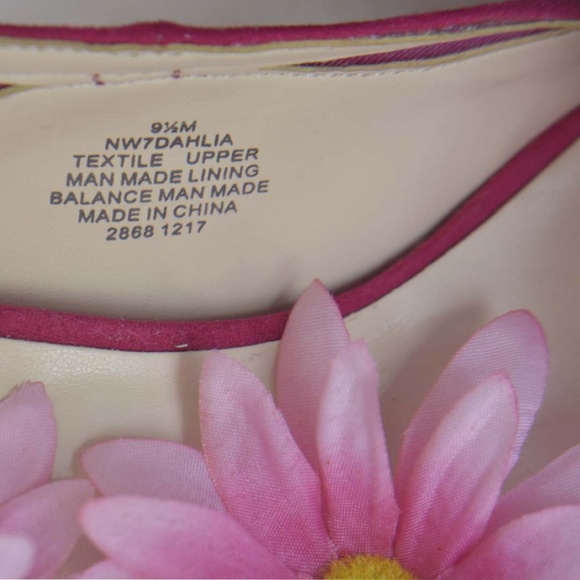 9½M
NW7DAHLIA
TEXTILE UPPER
MAN MADE LINING
BALANCE MAN MADE
MADE IN CHINA
2868 1217